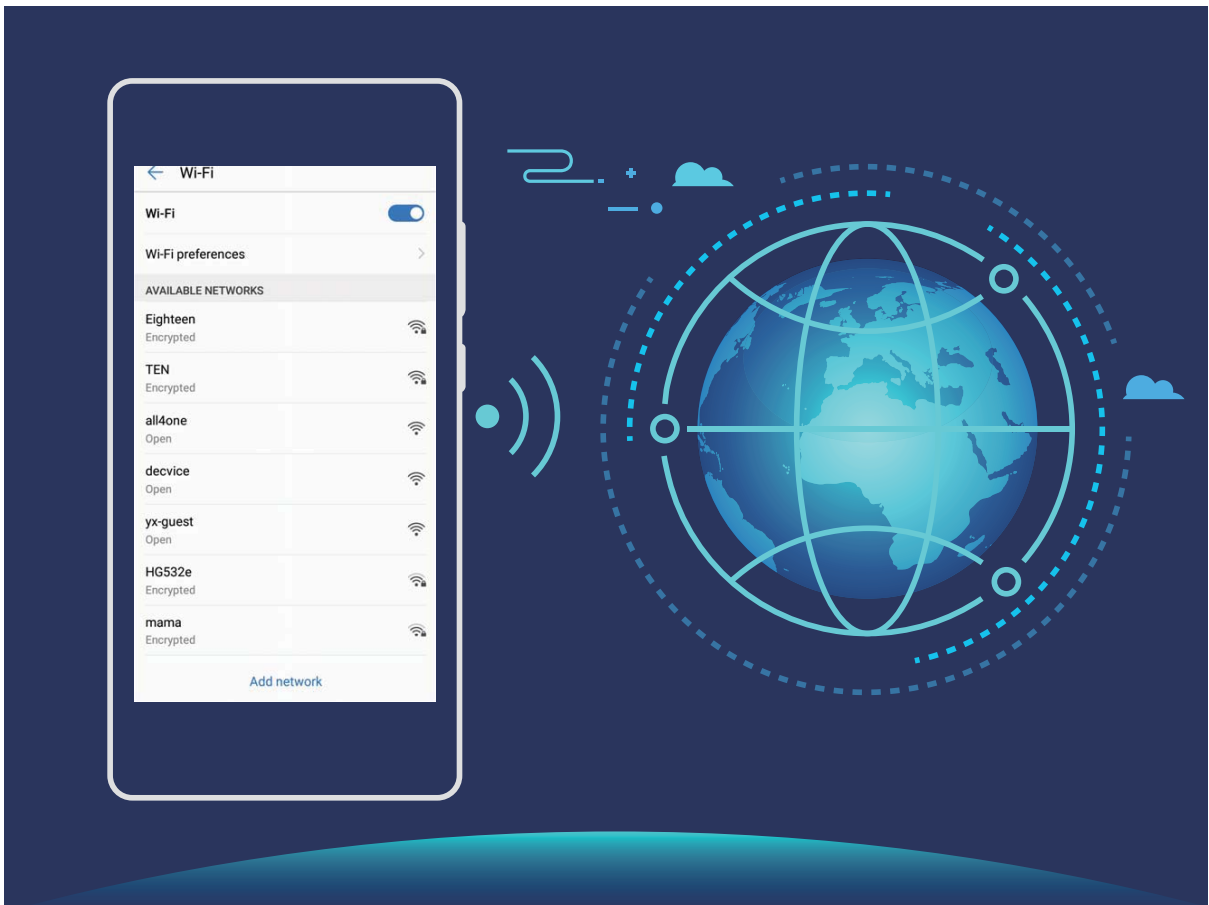 Wi-Fi
Wi-Fi
Wi-Fi preferences
AVAILABLE NETWORKS
Eighteen
Encrypted
TEN
Encrypted
all4one
Open
decvice
Open
yx-guest
Open
HG532e
Encrypted
mama
Encrypted
Add network